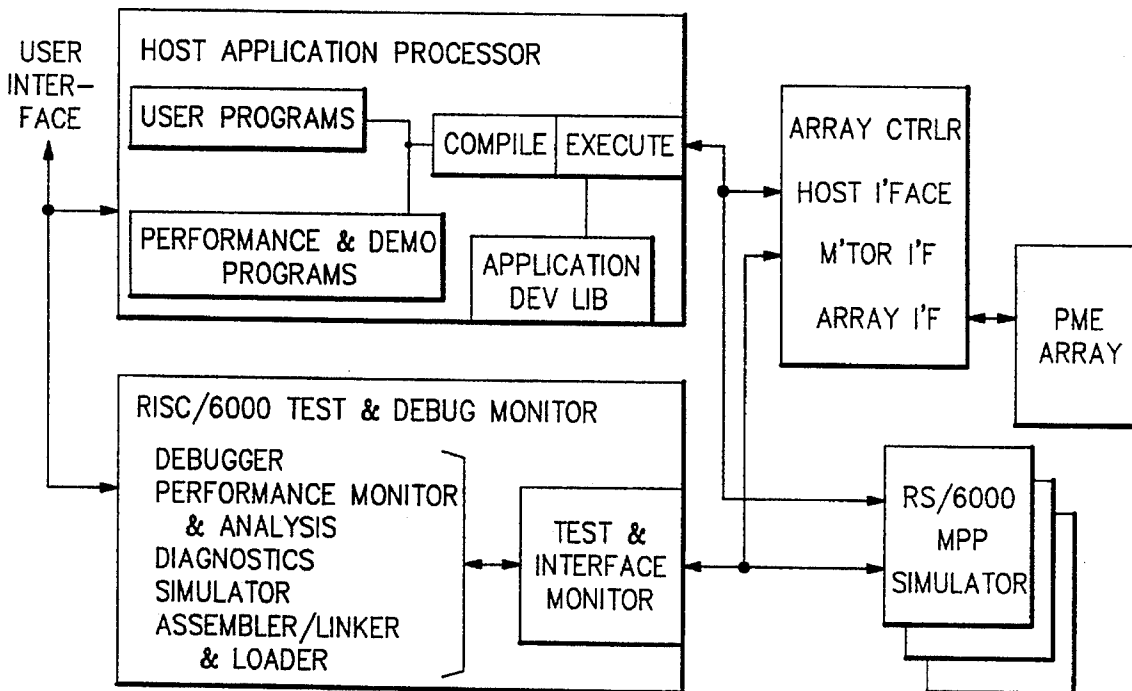 USER
INTER-
FACE
HOST APPLICATION PROCESSOR
USER PROGRAMS
COMPILE
EXECUTE
PERFORMANCE & DEMO
PROGRAMS
APPLICATION
DEV LIB
ARRAY CTRLR
HOST I'FACE
M'TOR I'F
ARRAY I'F
PME
ARRAY
RISC/6000 TEST & DEBUG MONITOR
DEBUGGER
PERFORMANCE MONITOR
& ANALYSIS
DIAGNOSTICS
SIMULATOR
ASSEMBLER/LINKER
& LOADER
TEST &
INTERFACE
MONITOR
RS/6000
MPP
SIMULATOR